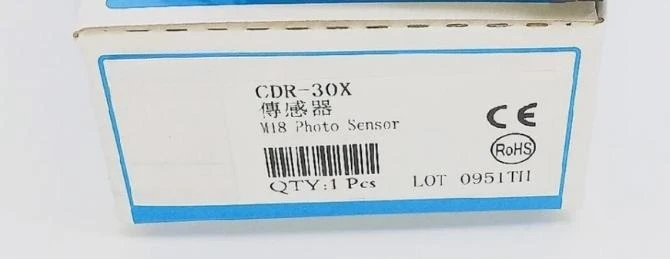 CDR-30X
傳感器
M18 Photo Sensor
CE
RoHS
QTY:1 Pcs
LOT 0951TH